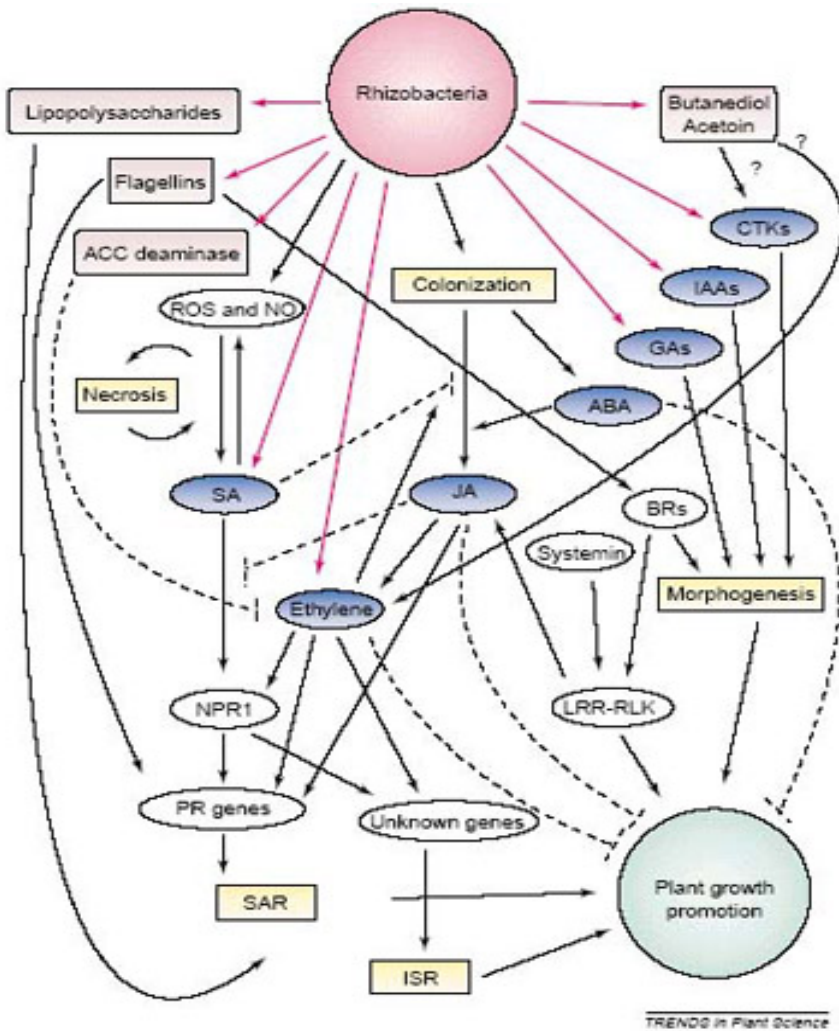 Rhizobacteria
Lipopolysaccharides
Butanediol
Acetoin
?
?
Flagellins
CTKs
ACC deaminase
Colonization
IAAs
ROS and NO
GAs
Necrosis
ABA
SA
JA
BRs
Systemin
Ethylene
Morphogenesis
NPR1
LRR-RLK
PR genes
Unknown genes
Plant growth
promotion
SAR
ISR
TRENDS in Plant Science